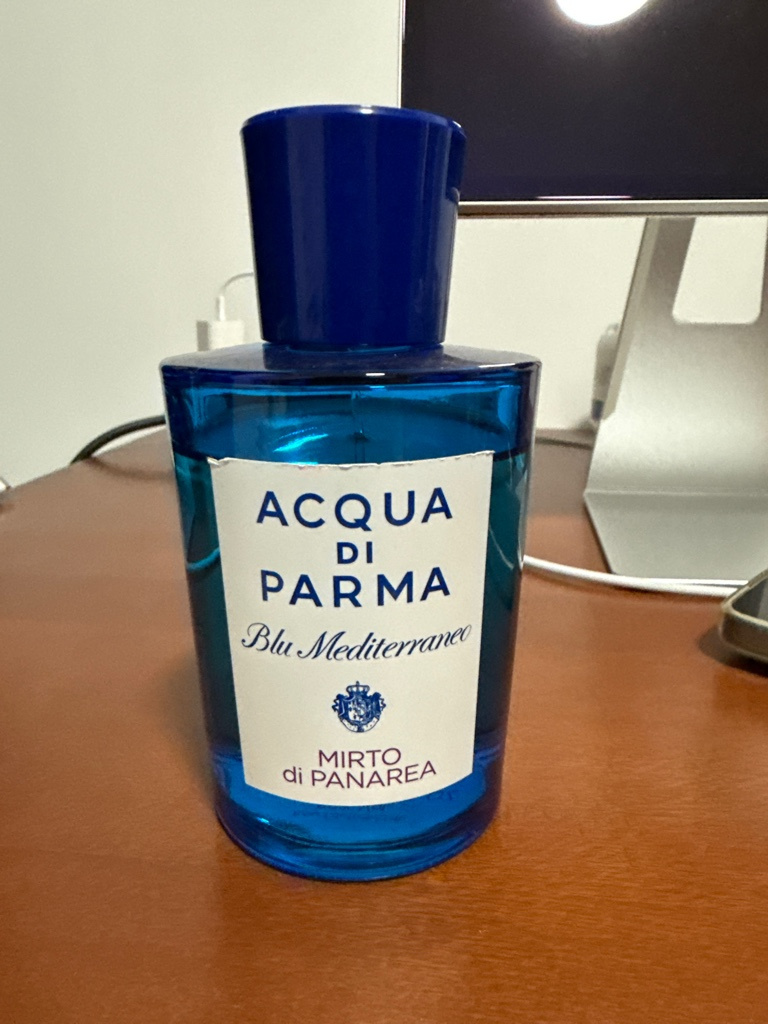 ACQUA
DI
PARMA
Blu Mediterraneo
MIRTO
di PANAREA